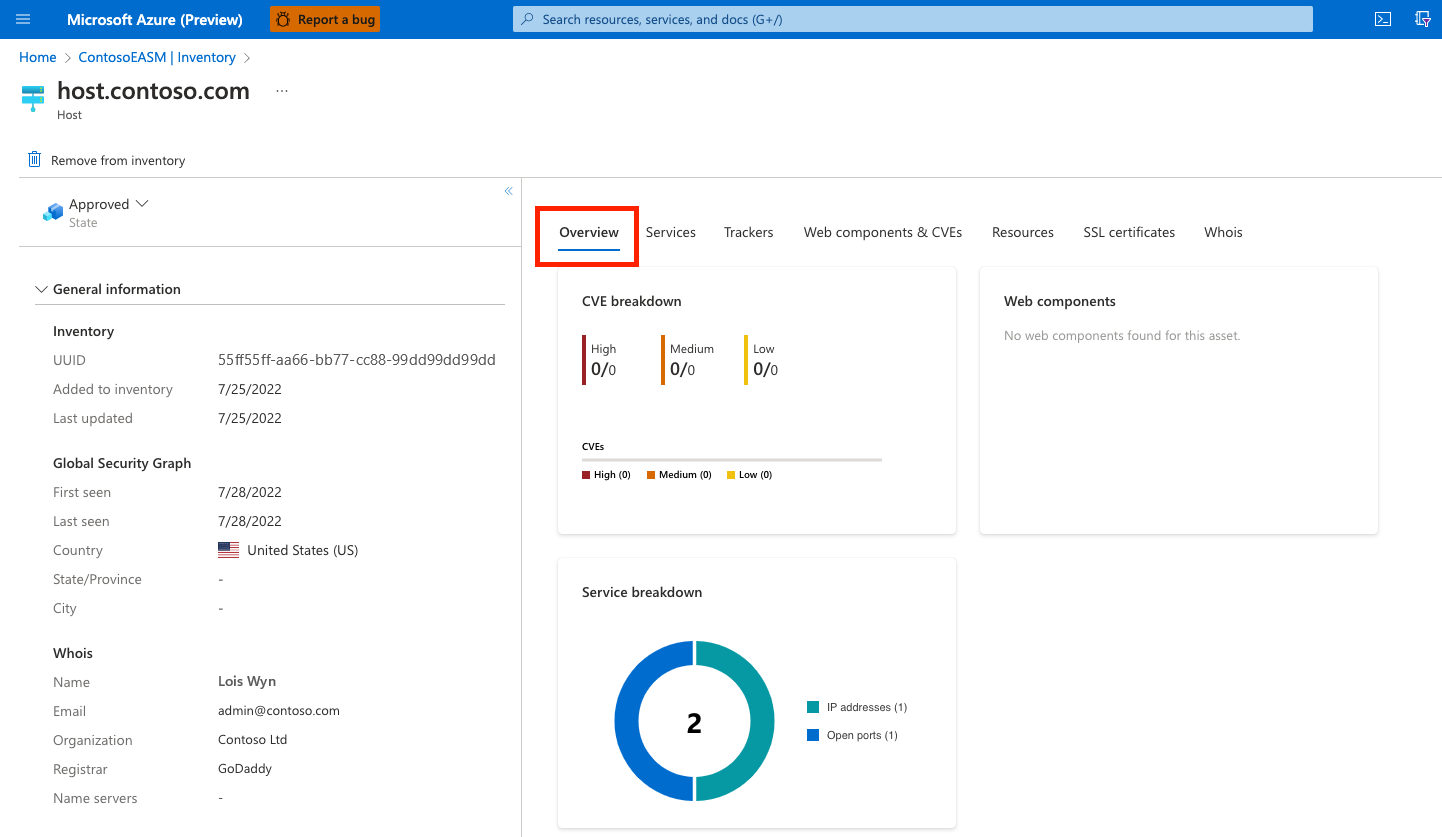 Microsoft Azure (Preview)
Report a bug
Search resources, services, and docs (G+/)
Home > ContosoEASM | Inventory >
host.contoso.com ...
Host
Remove from inventory
Approved
State
General information
Inventory
UUID 55ff55ff-aa66-bb77-cc88-99dd99dd99dd
Added to inventory 7/25/2022
Last updated 7/25/2022
Global Security Graph
First seen 7/28/2022
Last seen 7/28/2022
Country United States (US)
State/Province -
City -
Whois
Name Lois Wyn
Email admin@contoso.com
Organization Contoso Ltd
Registrar GoDaddy
Name servers -
Overview Services Trackers Web components & CVEs Resources SSL certificates Whois
CVE breakdown
High Medium Low
0/0 0/0 0/0
CVEs
High (0) Medium (0) Low (0)
Web components
No web components found for this asset.
Service breakdown
2
IP addresses (1)
Open ports (1)